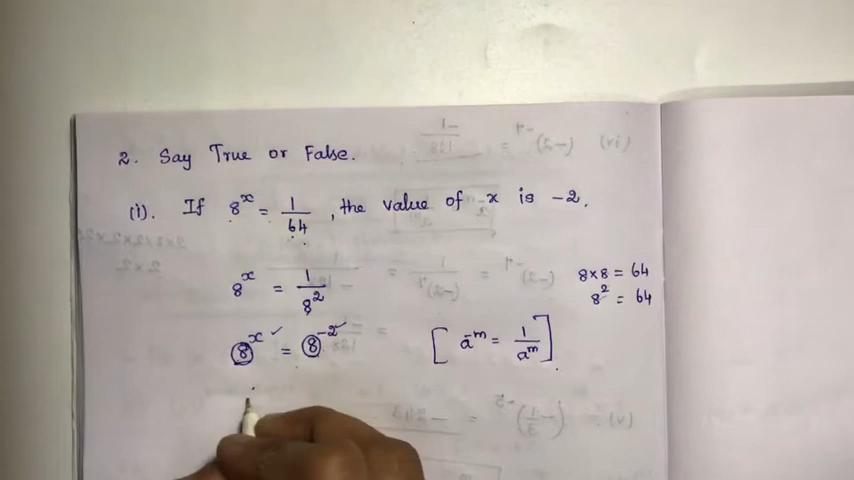 2. Say True or False.
(i). If 8^x = 1/64, the value of x is -2.
8^x = 1/8^2
8×8 = 64
8^2 = 64
8^x ✓ = 8^-2 ✓
[a^-m = 1/a^m].